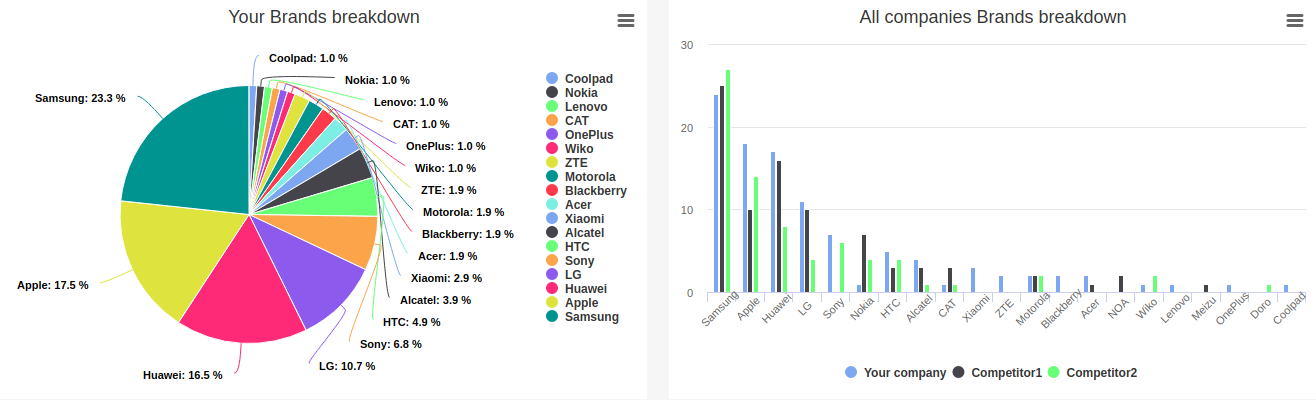 Your Brands breakdown
Coolpad: 1.0 %
Nokia: 1.0 %
Lenovo: 1.0 %
CAT: 1.0 %
OnePlus: 1.0 %
Wiko: 1.0 %
ZTE: 1.9 %
Motorola: 1.9 %
Blackberry: 1.9 %
Acer: 1.9 %
Xiaomi: 2.9 %
Alcatel: 3.9 %
HTC: 4.9 %
Sony: 6.8 %
LG: 10.7 %
Huawei: 16.5 %
Apple: 17.5 %
Samsung: 23.3 %
Coolpad
Nokia
Lenovo
CAT
OnePlus
Wiko
ZTE
Motorola
Blackberry
Acer
Xiaomi
Alcatel
HTC
Sony
LG
Huawei
Apple
Samsung
All companies Brands breakdown
30
20
10
0
Samsung
Apple
Huawei
LG
Sony
Nokia
HTC
Alcatel
CAT
Xiaomi
ZTE
Motorola
Blackberry
Acer
NOA
Wiko
Lenovo
Meizu
OnePlus
Doro
Coolpad
Your company Competitor1 Competitor2